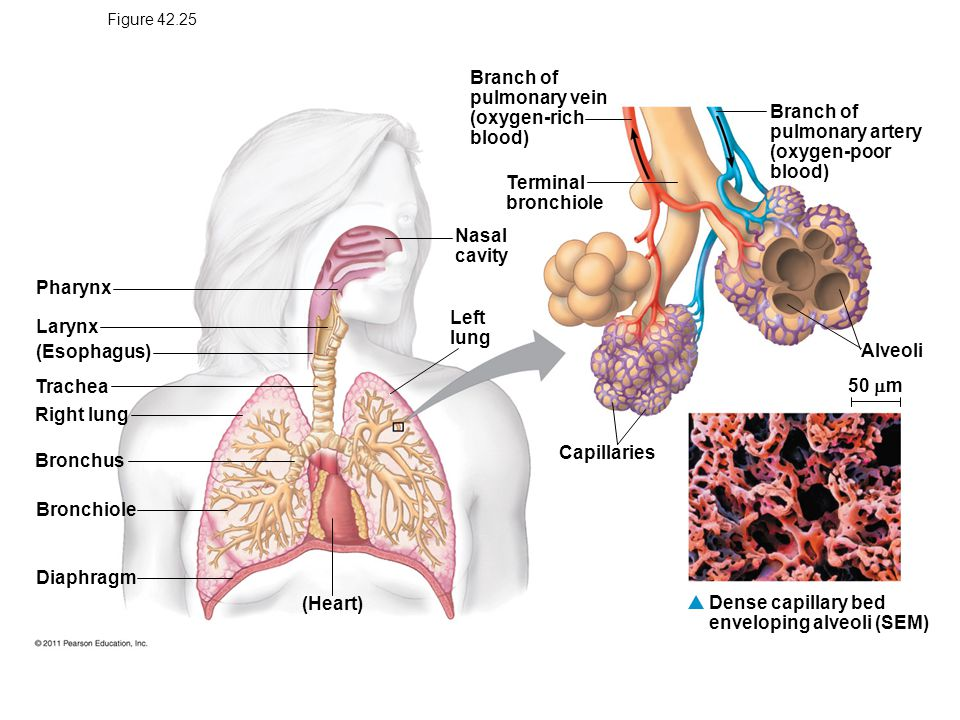 Figure 42.25
Branch of
pulmonary vein
(oxygen-rich
blood)
Branch of
pulmonary artery
(oxygen-poor
blood)
Terminal
bronchiole
Nasal
cavity
Pharynx
Larynx
(Esophagus)
Trachea
Right lung
Bronchus
Bronchiole
Diaphragm
(Heart)
Left
lung
Capillaries
Alveoli
50 μm
Dense capillary bed
enveloping alveoli (SEM)
© 2011 Pearson Education, Inc.